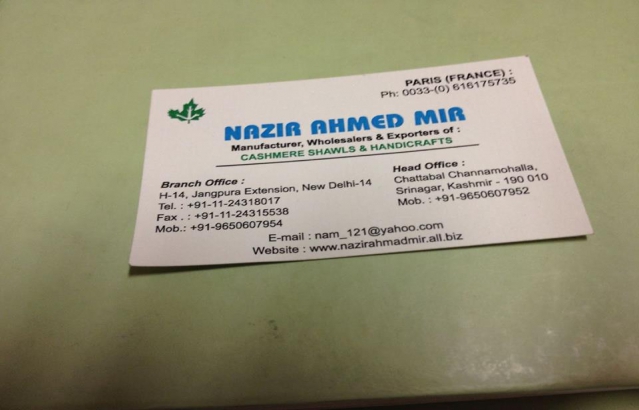 PARIS (FRANCE) :
Ph: 0033-(0) 616175735
NAZIR AHMED MIR
Manufacturer, Wholesalers & Exporters of :
CASHMERE SHAWLS & HANDICRAFTS
Branch Office :
H-14, Jangpura Extension, New Delhi-14
Tel. : +91-11-24318017
Fax . : +91-11-24315538
Mob.: +91-9650607954
Head Office :
Chattabal Channamohalla,
Srinagar, Kashmir - 190 010
Mob. : +91-9650607952
E-mail : nam_121@yahoo.com
Website : www.nazirahmadmir.all.biz